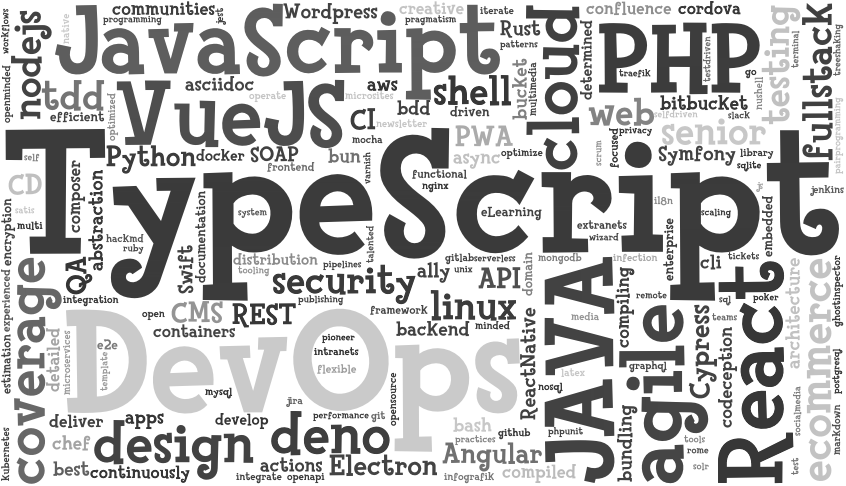 communities
Wordpress
creative
iterate
confluence
cordova
programming
jest
pragmatism
Rust
patterns
workflows
openminded
nodejs
native
JavaScript
cloud
determined
PHP
traefik
testdriven
go
testing
terminal
fullstack
treeshaking
tdd
efficient
optimized
VueJS
asciidoc
operate
microsites
aws
bdd
shell
driven
bucket
multimedia
web
privacy
bitbucket
selfdriven
slack
nushell
CI
newsletter
mocha
PWA
async
optimize
scrum
focused
senior
pairprogramming
self
Python
docker
SOAP
frontend
bun
varnish
functional
nginx
Symfony
library
sqlite
jr
jenkins
CD
satis
multi
composer
abstraction
TypeScript
system
eLearning
extranets
wizard
il8n
scaling
embedded
hackmd
ruby
Swift
documentation
distribution
tooling
pipelines
talented
gitlab
serverless
unix
mongodb
infection
enterprise
cli
tickets
encryption
experienced
estimation
QA
integration
security
publishing
a11y
API
domain
remote
sql
poker
teams
architecture
ecommerce
ghostinspector
coverage
open
CMS
REST
containers
framework
linux
backend
minded
ReactNative
JAVA
media
compiling
agile
graphql
Cypress
codeception
React
detailed
microservices
e2e
template
DevOps
pioneer
intranets
flexible
mysql
opensource
nosql
latex
postgresql
markdown
socialmedia
test
jira
performance
git
deliver
apps
develop
deno
bash
practices
github
phpunit
bundling
tools
rome
solr
Kubernetes
chef
best
design
continuously
actions
integrate
openapi
Electron
Angular
infografik
compiled